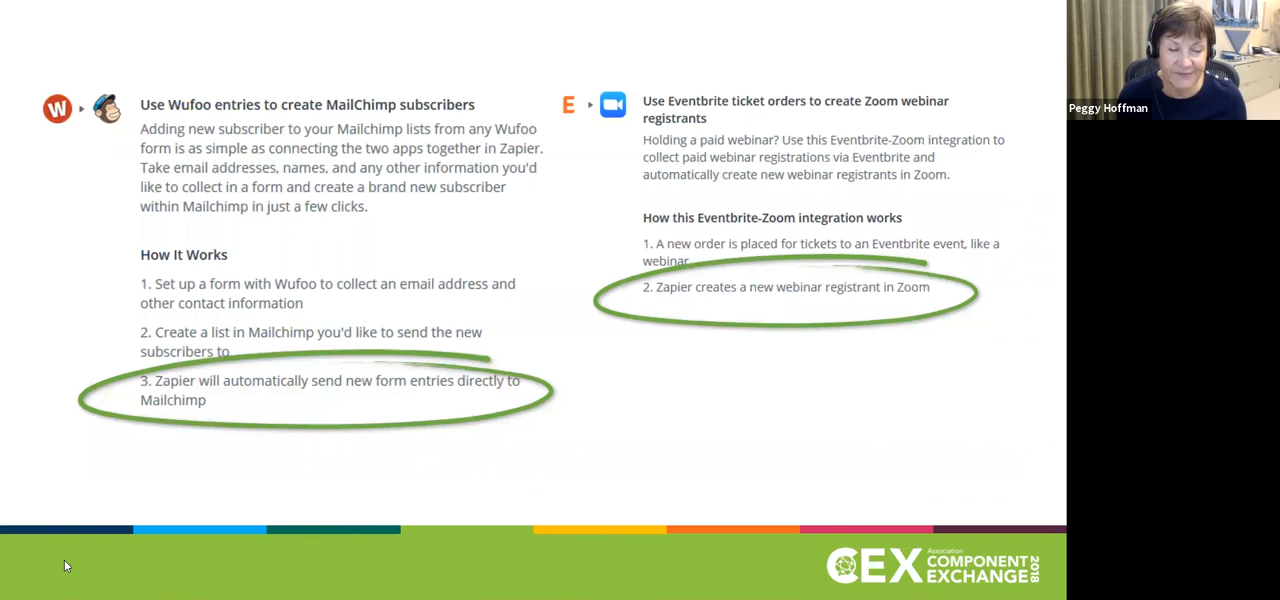 W
Use Wufoo entries to create MailChimp subscribers
Adding new subscriber to your Mailchimp lists from any Wufoo
form is as simple as connecting the two apps together in Zapier.
Take email addresses, names, and any other information you'd
like to collect in a form and create a brand new subscriber
within Mailchimp in just a few clicks.
How It Works
1. Set up a form with Wufoo to collect an email address and
other contact information
2. Create a list in Mailchimp you'd like to send the new
subscribers to
3. Zapier will automatically send new form entries directly to
Mailchimp
E
Use Eventbrite ticket orders to create Zoom webinar
registrants
Holding a paid webinar? Use this Eventbrite-Zoom integration to
collect paid webinar registrations via Eventbrite and
automatically create new webinar registrants in Zoom.
How this Eventbrite-Zoom integration works
1. A new order is placed for tickets to an Eventbrite event, like a
webinar
2. Zapier creates a new webinar registrant in Zoom
Peggy Hoffman
CEX
Association
COMPONENT
EXCHANGE
2018